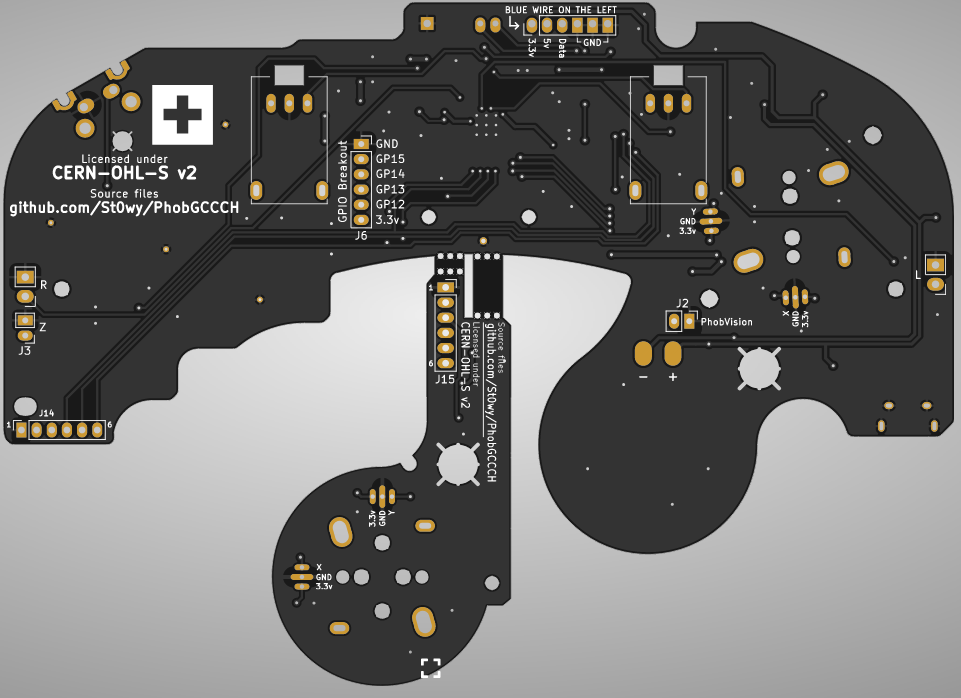 BLUE WIRE ON THE LEFT
3.3v
5v
Data
GND
Licensed under
CERN-OHL-S v2
Source files
github.com/St0wy/PhobGCCCH
GPIO Breakout
GND
GP15
GP14
GP13
GP12
3.3v
J6
Y
GND
3.3v
R
Z
J3
L
X
GND
3.3v
J2
PhobVision
- +
1
6
J15
Source files
github.com/St0wy/PhobGCCCH
Licensed under
CERN-OHL-S v2
J14
1
6
3.3v
GND
Y
X
GND
3.3v